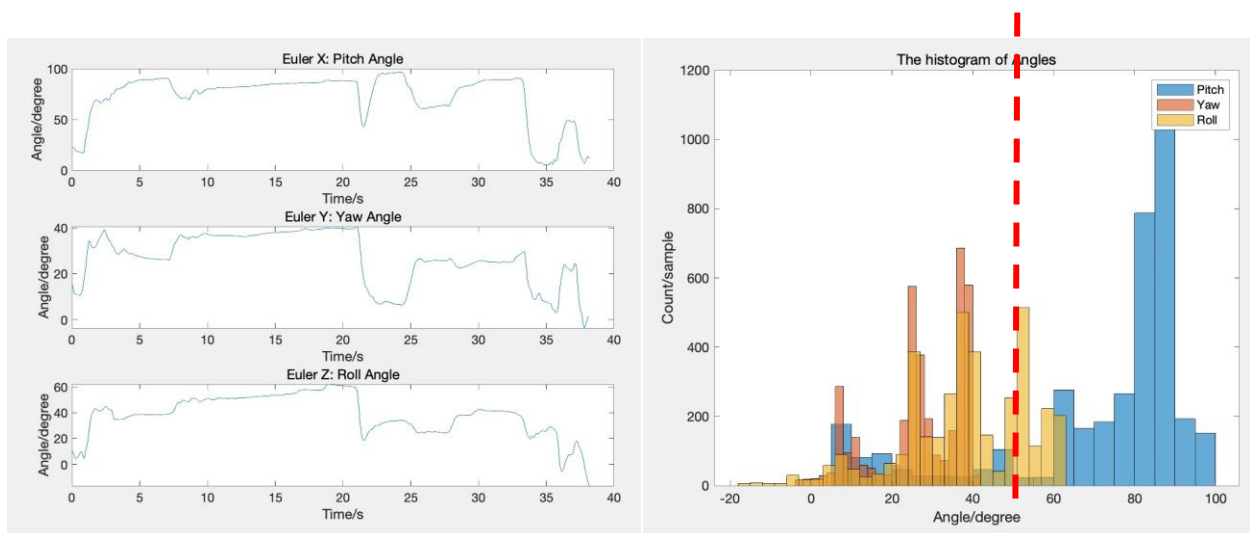 Euler X: Pitch Angle
Angle/degree
100
50
0
0 5 10 15 20 25 30 35 40
Time/s
Euler Y: Yaw Angle
Angle/degree
40
20
0
0 5 10 15 20 25 30 35 40
Time/s
Euler Z: Roll Angle
Angle/degree
60
40
20
0
0 5 10 15 20 25 30 35 40
Time/s
The histogram of Angles
Pitch
Yaw
Roll
Count/sample
1200
1000
800
600
400
200
0
-20 0 20 40 60 80 100
Angle/degree